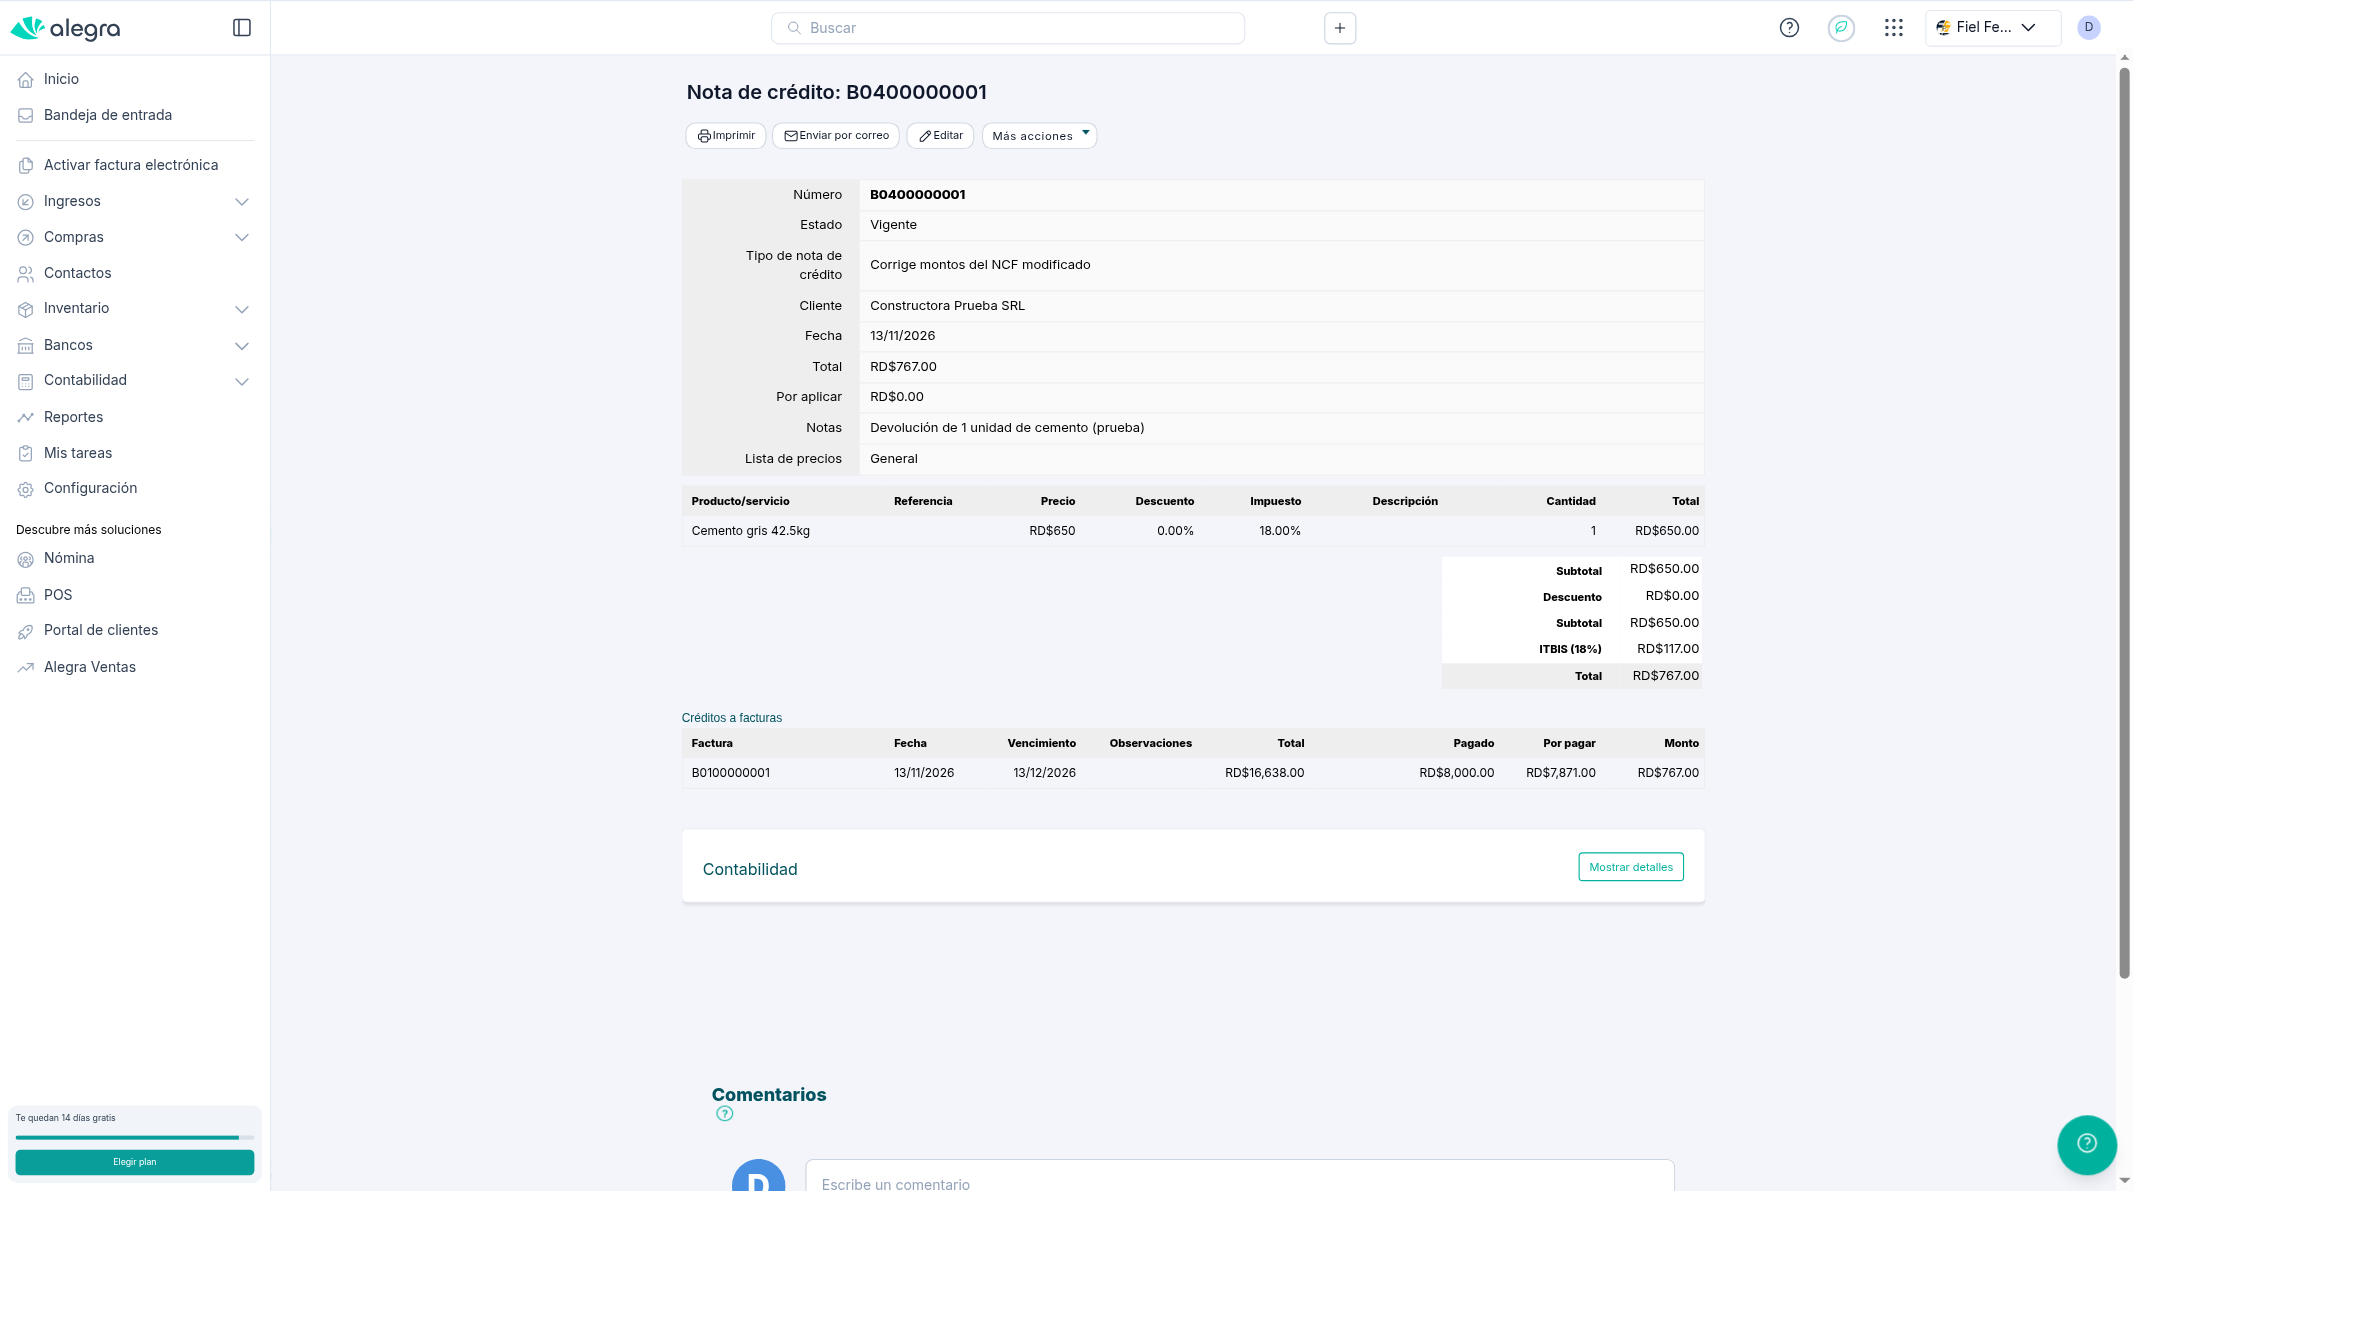 alegra
Buscar
Fiel Fe...
D
Inicio
Bandeja de entrada
Activar factura electrónica
Ingresos
Compras
Contactos
Inventario
Bancos
Contabilidad
Reportes
Mis tareas
Configuración
Descubre más soluciones
Nómina
POS
Portal de clientes
Alegra Ventas
Te quedan 14 días gratis
Elegir plan
Nota de crédito: B0400000001
Imprimir Enviar por correo Editar Más acciones
Número B0400000001
Estado Vigente
Tipo de nota de
crédito Corrige montos del NCF modificado
Cliente Constructora Prueba SRL
Fecha 13/11/2026
Total RD$767.00
Por aplicar RD$0.00
Notas Devolución de 1 unidad de cemento (prueba)
Lista de precios General
Producto/servicio Referencia Precio Descuento Impuesto Descripción Cantidad Total
Cemento gris 42.5kg RD$650 0.00% 18.00% 1 RD$650.00
Subtotal RD$650.00
Descuento RD$0.00
Subtotal RD$650.00
ITBIS (18%) RD$117.00
Total RD$767.00
Créditos a facturas
Factura Fecha Vencimiento Observaciones Total Pagado Por pagar Monto
B0100000001 13/11/2026 13/12/2026 RD$16,638.00 RD$8,000.00 RD$7,871.00 RD$767.00
Contabilidad Mostrar detalles
Comentarios
?
D Escribe un comentario